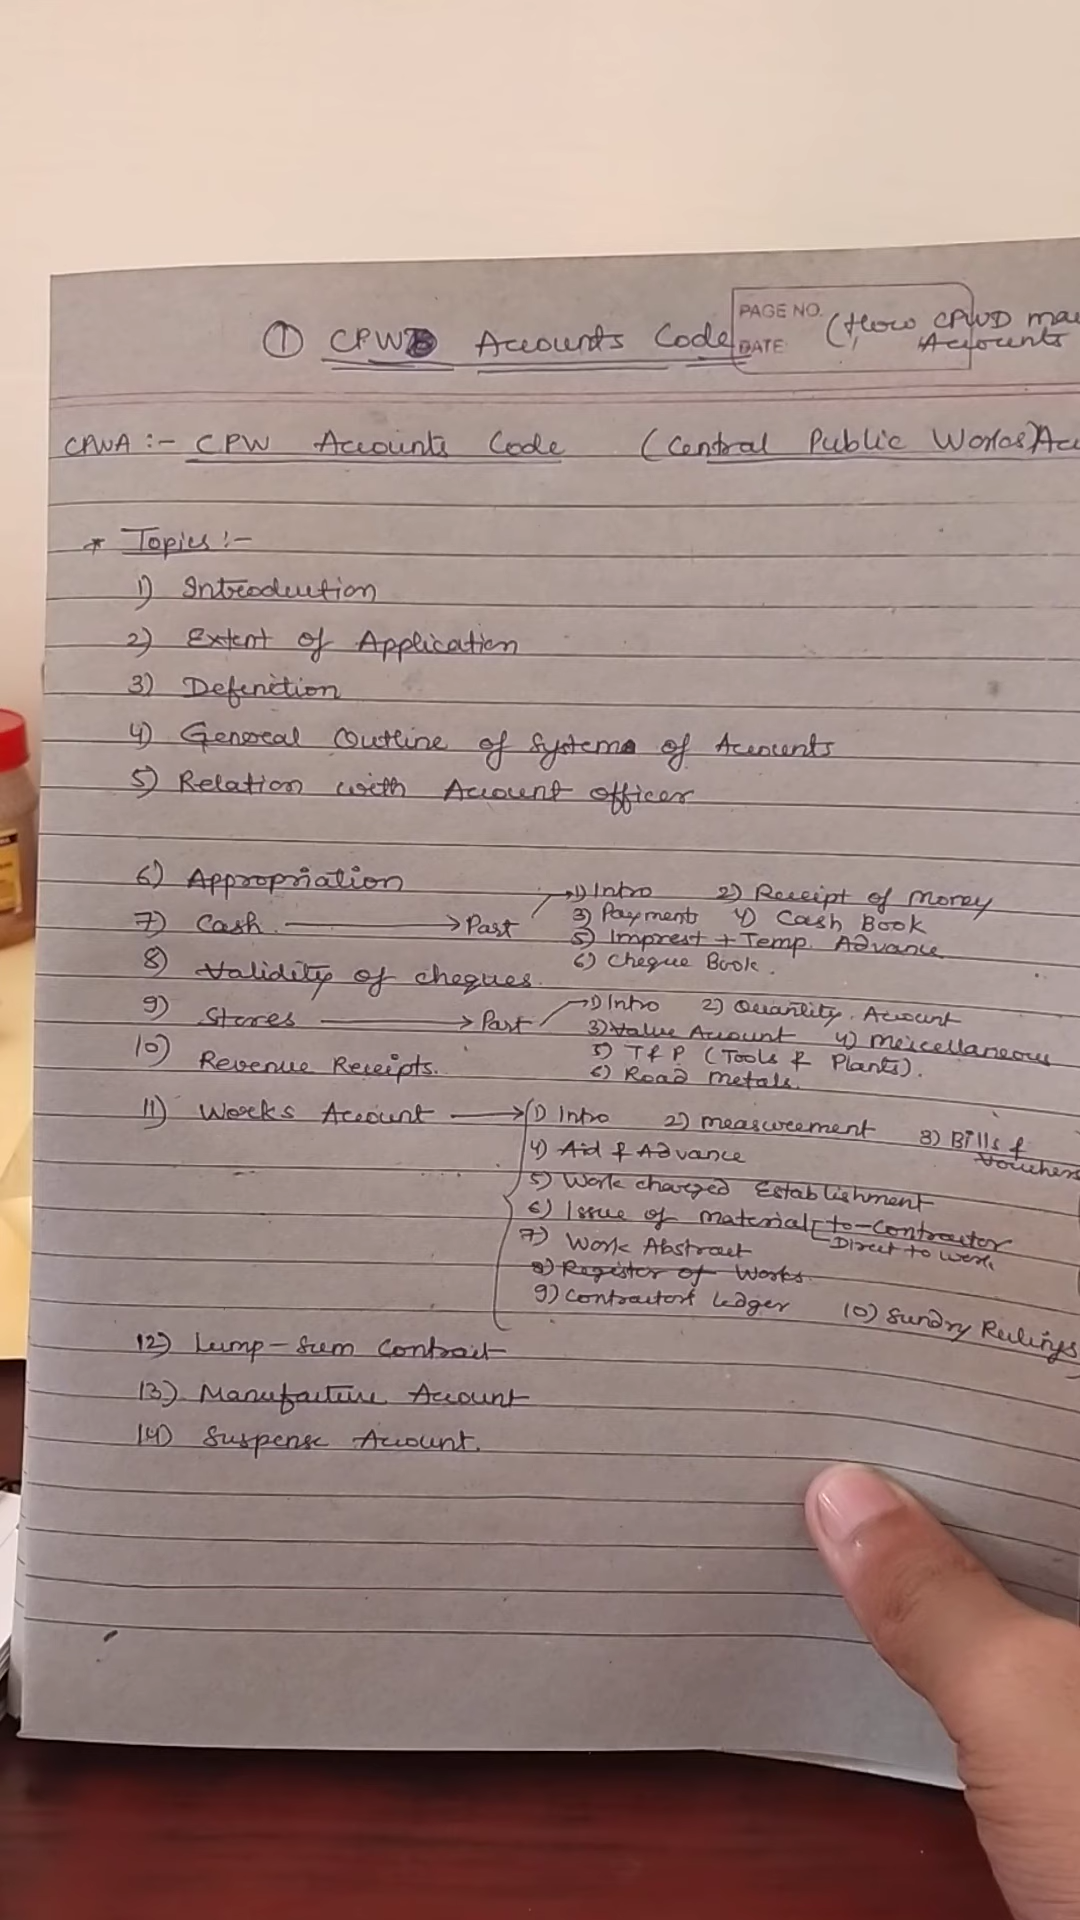 ① CPWD Accounts Code
PAGE NO.
DATE
(How CPWD
Accounts
CPWA :- CPW Accounts Code (Central Public Works) Acc
* Topics :-
1) Introduction
2) Extent of Application
3) Defenition
4) General Outline of Systems of Accounts
5) Relation with Account officer
6) Appropriation
7) Cash → Part → 1) Intro 2) Receipt of Money
3) Payments 4) Cash Book
5) Imprest + Temp. Advance
6) Cheque Book.
8) Validity of cheques.
9) Stores → Part → 1) Intro 2) Quantity Account
3) Value Account 4) Meiscellaneous
5) T & P (Tools & Plants).
6) Road Metals.
10) Revenue Receipts.
11) Works Account → 1) Intro 2) measurement 3) Bills & Vouchers
4) Aid & Advance
5) Work charged Establishment
6) Issue of material to-Contractor
Direct to work
7) Work Abstract
8) Register of Works
9) Contractors ledger 10) Sundry Rulings
12) Lump-Sum Contract
13) Manufacture Account
14) Suspense Account.